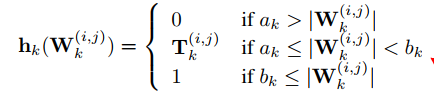 h_k(W_k^{(i,j)}) = { 0 if a_k > |W_k^{(i,j)}|
T_k^{(i,j)} if a_k ≤ |W_k^{(i,j)}| < b_k
1 if b_k ≤ |W_k^{(i,j)}|